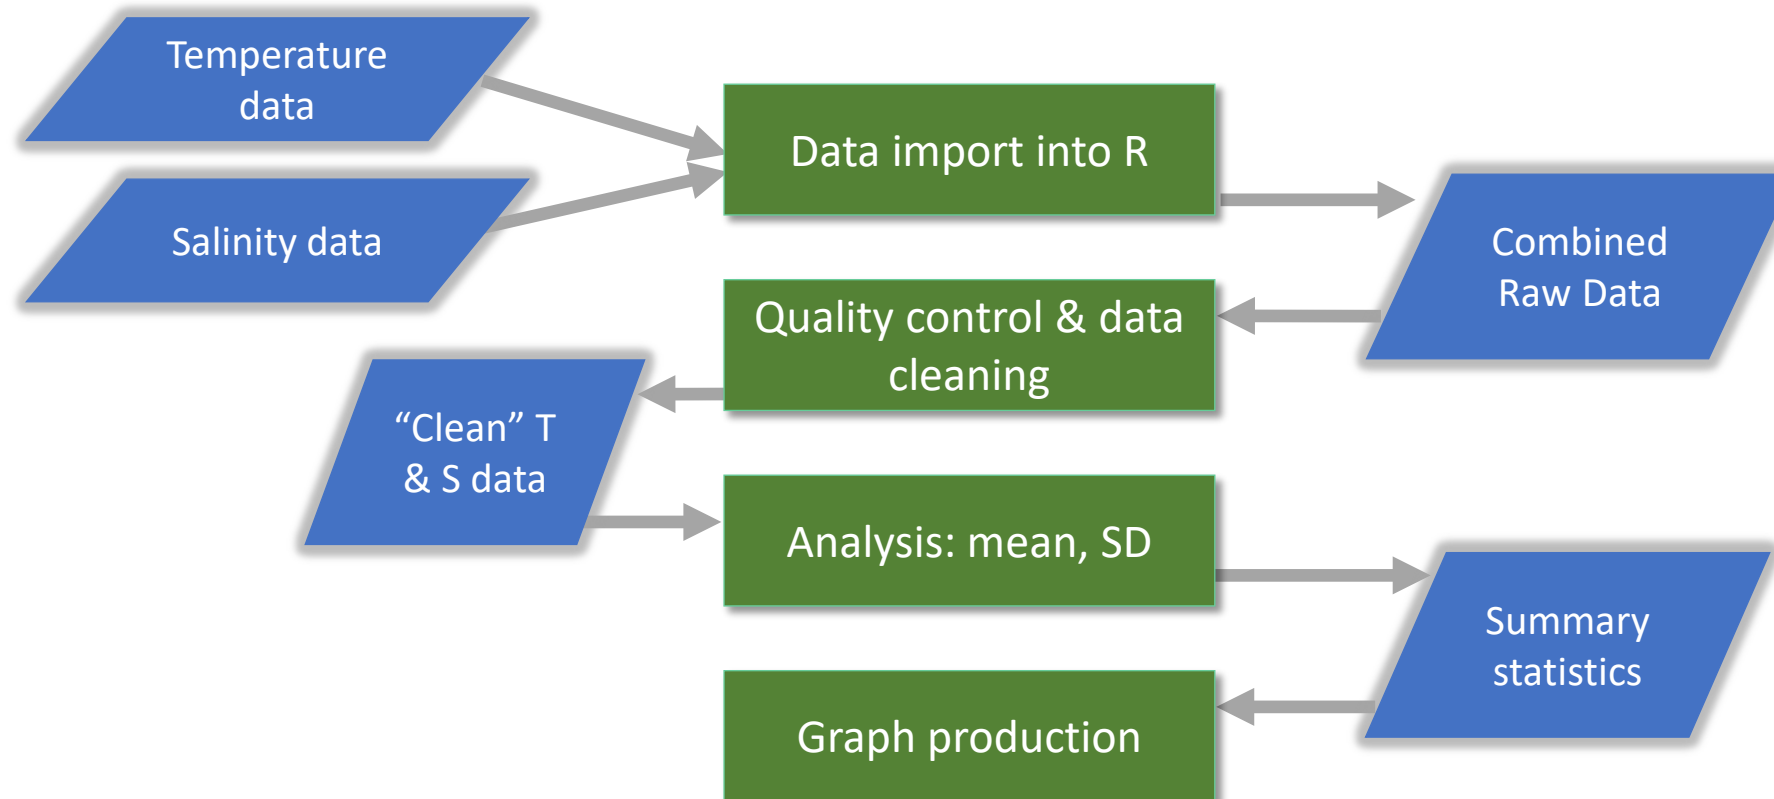 Temperature
data
Data import into R
Salinity data
Combined
Raw Data
Quality control & data
cleaning
“Clean” T
& S data
Analysis: mean, SD
Summary
statistics
Graph production